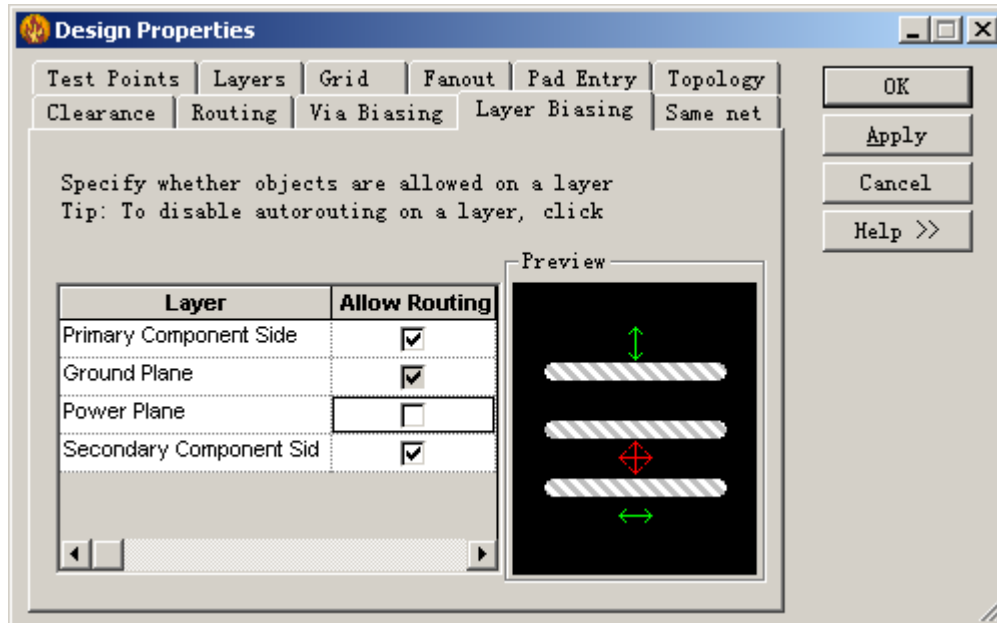 Design Properties
Test Points Layers Grid Fanout Pad Entry Topology
Clearance Routing Via Biasing Layer Biasing Same net
OK
Apply
Cancel
Help >>
Specify whether objects are allowed on a layer
Tip: To disable autorouting on a layer, click
Layer Allow Routing
Primary Component Side
Ground Plane
Power Plane
Secondary Component Sid
Preview